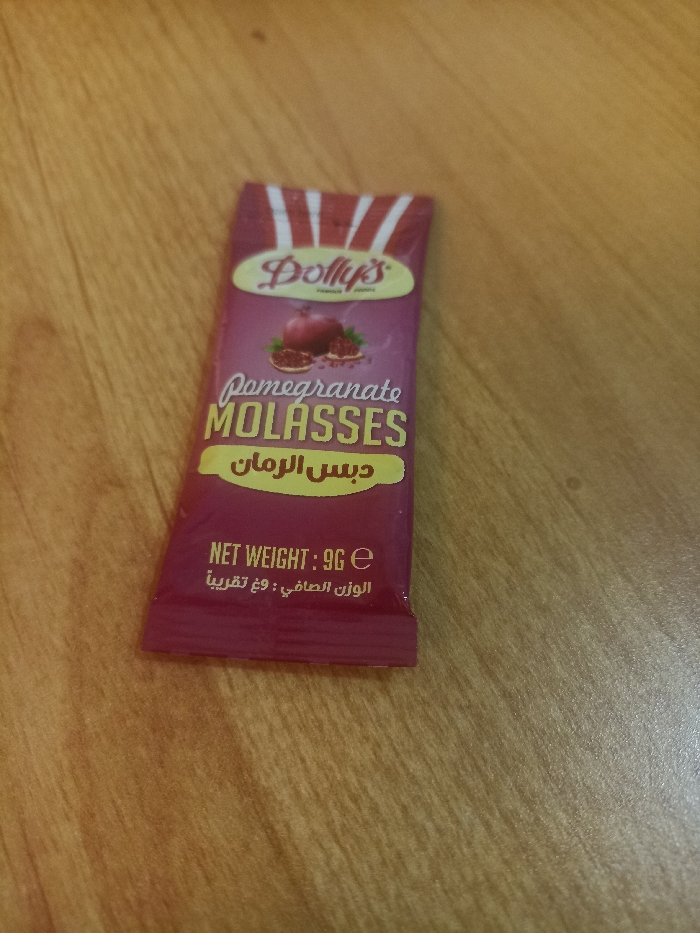 Dolly's
Pomegranate
MOLASSES
دبس الرمان
NET WEIGHT : 9G ℮
الوزن الصافي : 9غ تقريباً